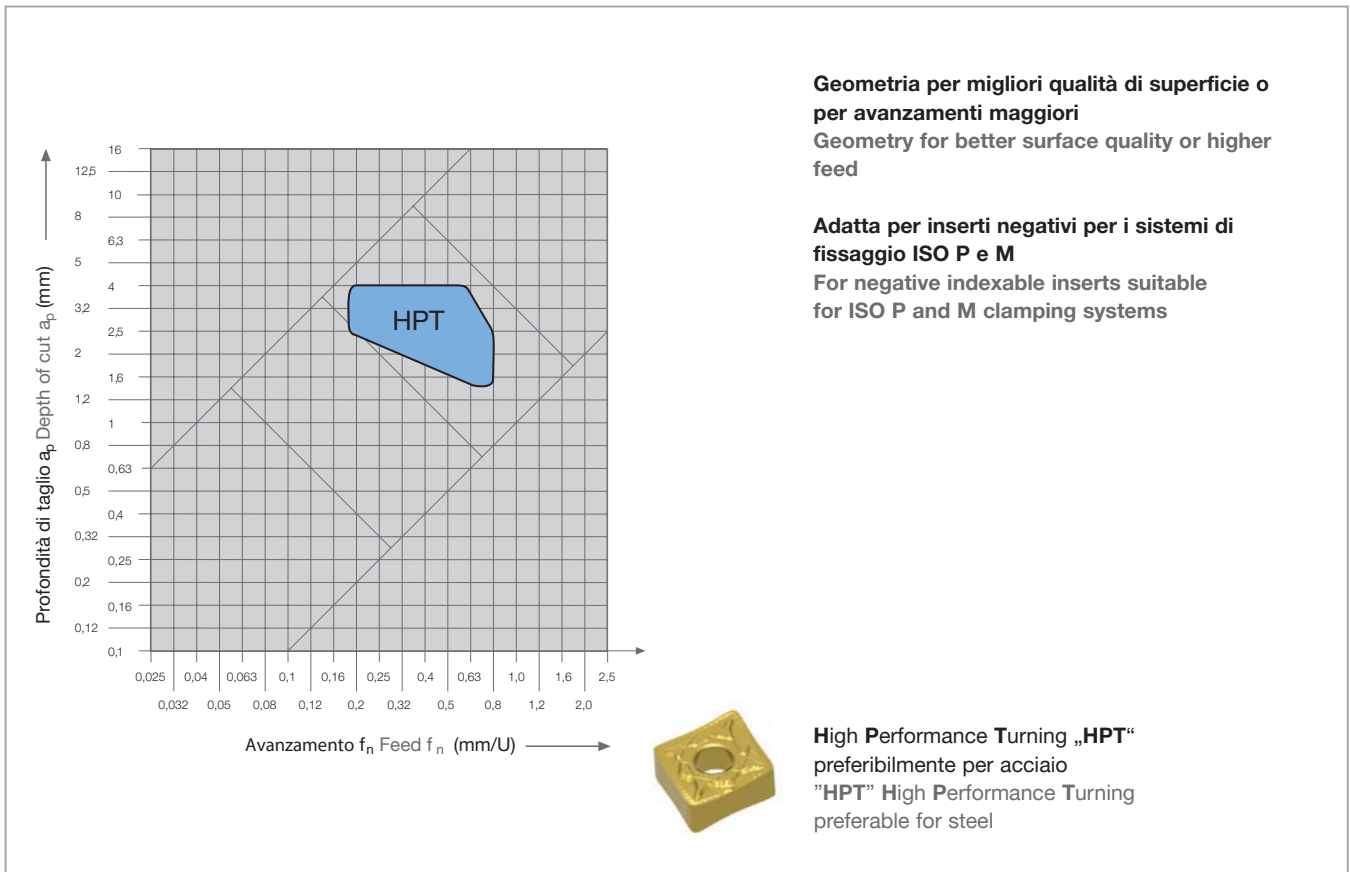 Geometria per migliori qualità di superficie o
per avanzamenti maggiori
Geometry for better surface quality or higher
feed
Adatta per inserti negativi per i sistemi di
fissaggio ISO P e M
For negative indexable inserts suitable
for ISO P and M clamping systems
Profondità di taglio ap Depth of cut ap (mm)
16
12,5
10
8
6,3
5
4
3,2
2,5
2
1,6
1,2
1
0,8
0,63
0,5
0,4
0,32
0,25
0,2
0,16
0,12
0,1
HPT
0,025 0,04 0,063 0,1 0,16 0,25 0,4 0,63 1,0 1,6 2,5
0,032 0,05 0,08 0,12 0,2 0,32 0,5 0,8 1,2 2,0
Avanzamento fn Feed fn (mm/U)
High Performance Turning „HPT“
preferibilmente per acciaio
”HPT” High Performance Turning
preferable for steel